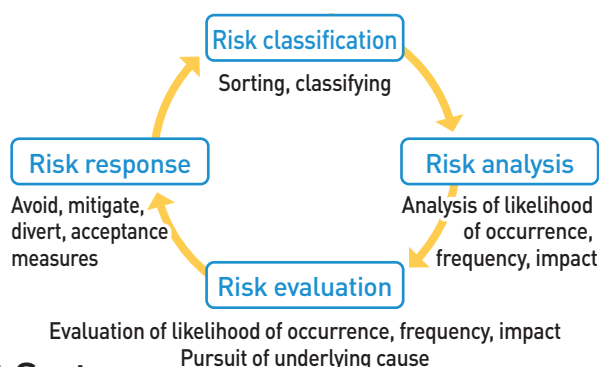 Risk classification
Sorting, classifying
Risk response
Avoid, mitigate,
divert, acceptance
measures
Risk analysis
Analysis of likelihood
of occurrence,
frequency, impact
Risk evaluation
Evaluation of likelihood of occurrence, frequency, impact
Pursuit of underlying cause